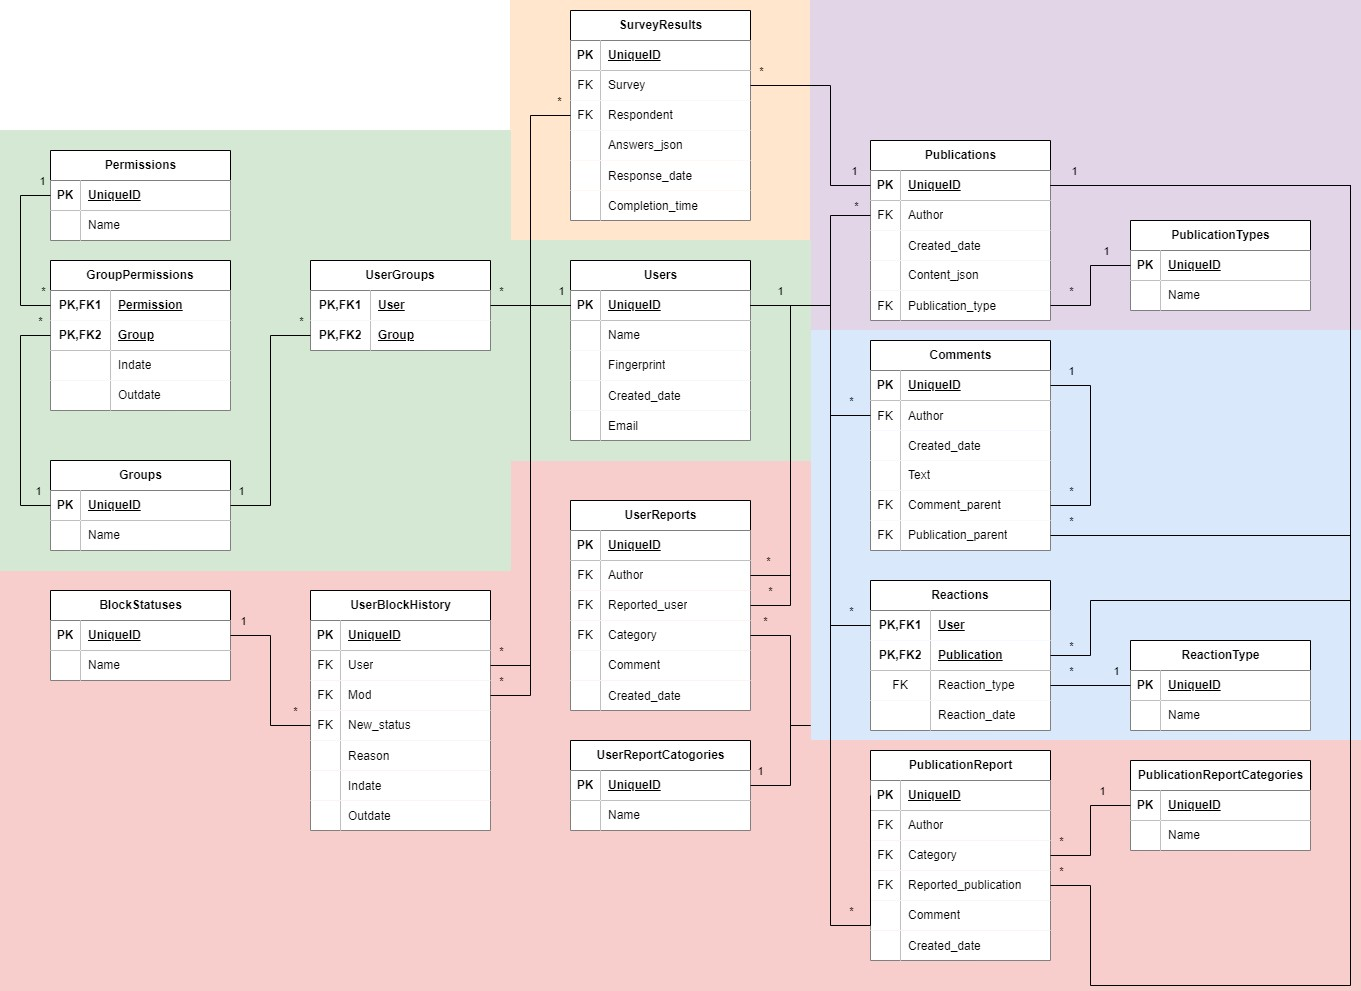 SurveyResults
PK UniqueID
FK Survey
FK Respondent
Answers_json
Response_date
Completion_time
*
*
Permissions
PK UniqueID
Name
1
GroupPermissions
PK,FK1 Permission
PK,FK2 Group
Indate
Outdate
*
*
Groups
PK UniqueID
Name
1
1
UserGroups
PK,FK1 User
PK,FK2 Group
*
*
Users
PK UniqueID
Name
Fingerprint
Created_date
Email
1
1
Publications
PK UniqueID
FK Author
Created_date
Content_json
FK Publication_type
1
1
*
*
PublicationTypes
PK UniqueID
Name
1
Comments
PK UniqueID
FK Author
Created_date
Text
FK Comment_parent
FK Publication_parent
1
*
*
*
UserReports
PK UniqueID
FK Author
FK Reported_user
FK Category
Comment
Created_date
*
*
*
BlockStatuses
PK UniqueID
Name
1
UserBlockHistory
PK UniqueID
FK User
FK Mod
FK New_status
Reason
Indate
Outdate
*
*
*
UserReportCatogories
PK UniqueID
Name
1
Reactions
PK,FK1 User
PK,FK2 Publication
FK Reaction_type
Reaction_date
*
*
*
ReactionType
PK UniqueID
Name
1
PublicationReport
PK UniqueID
FK Author
FK Category
FK Reported_publication
Comment
Created_date
*
*
*
PublicationReportCategories
PK UniqueID
Name
1